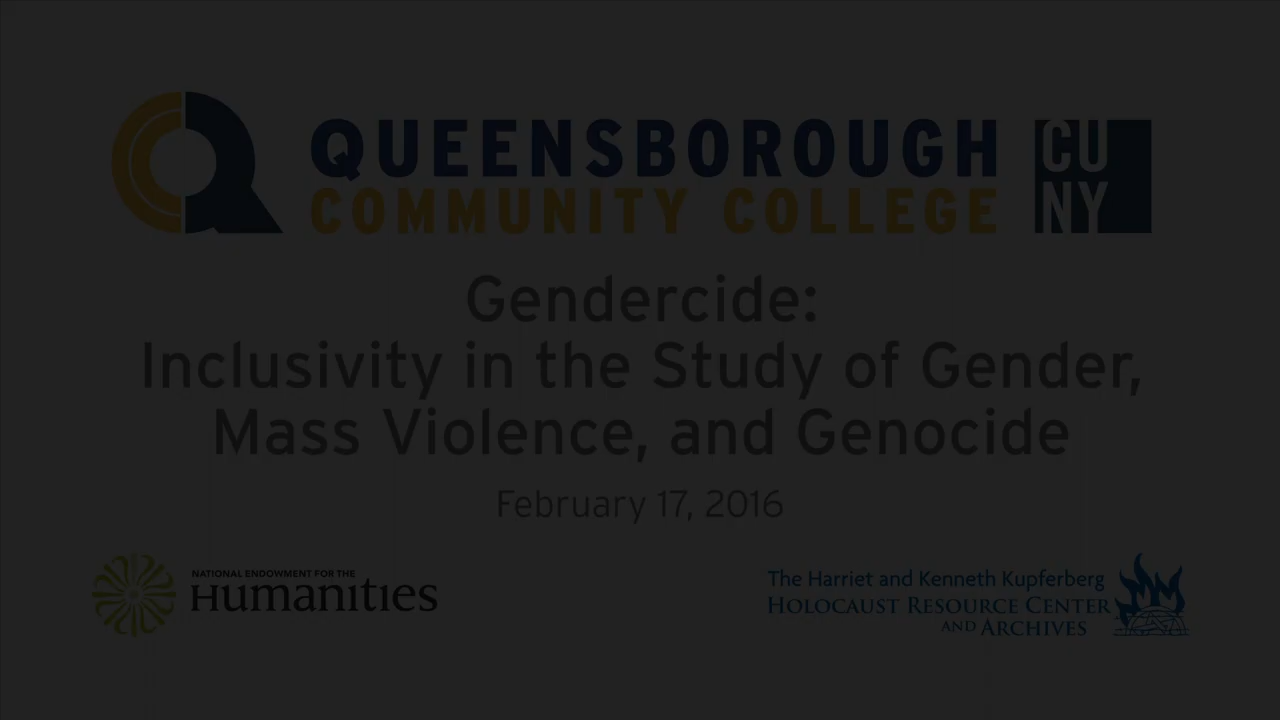 QUEENSBOROUGH
COMMUNITY COLLEGE
CU
NY
Gendercide:
Inclusivity in the Study of Gender,
Mass Violence, and Genocide
February 17, 2016
NATIONAL ENDOWMENT FOR THE
Humanities
The Harriet and Kenneth Kupferberg
HOLOCAUST RESOURCE CENTER
AND ARCHIVES